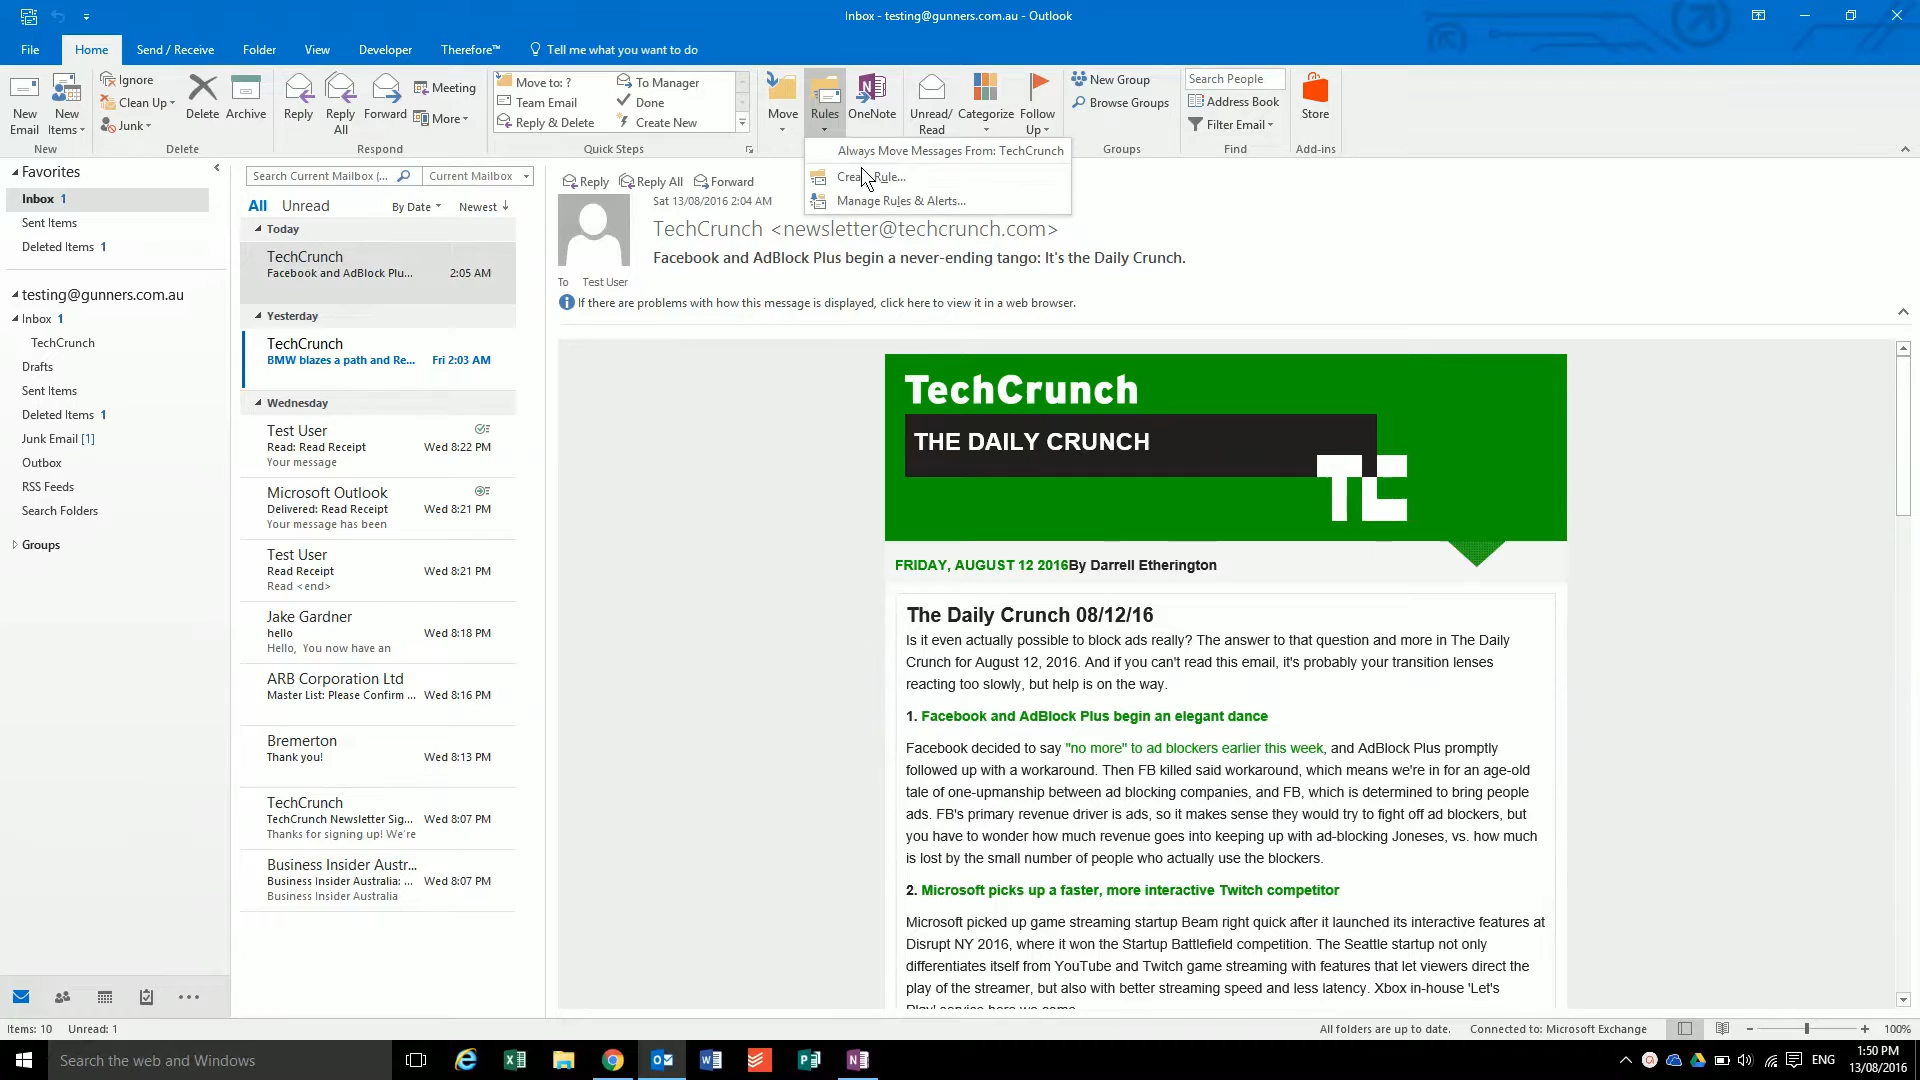 Inbox - testing@gunners.com.au - Outlook
File Home Send / Receive Folder View Developer Therefore™ Tell me what you want to do
New Email
New Items
New
Ignore
Clean Up
Junk
Delete
Archive
Delete
Reply
Reply All
Forward
Meeting
More
Respond
Move to: ?
Team Email
Reply & Delete
To Manager
Done
Create New
Quick Steps
Move
Rules
OneNote
Unread/ Read
Categorize
Follow Up
New Group
Browse Groups
Groups
Search People
Address Book
Filter Email
Find
Store
Add-ins
Always Move Messages From: TechCrunch
Manage Rules & Alerts...
Favorites
Inbox 1
Sent Items
Deleted Items 1
testing@gunners.com.au
Inbox 1
TechCrunch
Drafts
Sent Items
Deleted Items 1
Junk Email [1]
Outbox
RSS Feeds
Search Folders
Groups
Search Current Mailbox (... Current Mailbox
All Unread By Date Newest
Today
TechCrunch
Facebook and AdBlock Plu... 2:05 AM
Yesterday
TechCrunch
BMW blazes a path and Re... Fri 2:03 AM
Wednesday
Test User
Read: Read Receipt Wed 8:22 PM
Your message
Microsoft Outlook
Delivered: Read Receipt Wed 8:21 PM
Your message has been
Test User
Read Receipt Wed 8:21 PM
Read <end>
Jake Gardner
hello Wed 8:18 PM
Hello, You now have an
ARB Corporation Ltd
Master List: Please Confirm ... Wed 8:16 PM
Bremerton
Thank you! Wed 8:13 PM
TechCrunch
TechCrunch Newsletter Sig... Wed 8:07 PM
Thanks for signing up! We're
Business Insider Austr...
Business Insider Australia: ... Wed 8:07 PM
Business Insider Australia
Reply Reply All Forward
Sat 13/08/2016 2:04 AM
TechCrunch <newsletter@techcrunch.com>
Facebook and AdBlock Plus begin a never-ending tango: It's the Daily Crunch.
To Test User
If there are problems with how this message is displayed, click here to view it in a web browser.
TechCrunch
THE DAILY CRUNCH
TC
FRIDAY, AUGUST 12 2016By Darrell Etherington
The Daily Crunch 08/12/16
Is it even actually possible to block ads really? The answer to that question and more in The Daily
Crunch for August 12, 2016. And if you can't read this email, it's probably your transition lenses
reacting too slowly, but help is on the way.
1. Facebook and AdBlock Plus begin an elegant dance
Facebook decided to say "no more" to ad blockers earlier this week, and AdBlock Plus promptly
followed up with a workaround. Then FB killed said workaround, which means we're in for an age-old
tale of one-upmanship between ad blocking companies, and FB, which is determined to bring people
ads. FB's primary revenue driver is ads, so it makes sense they would try to fight off ad blockers, but
you have to wonder how much revenue goes into keeping up with ad-blocking Joneses, vs. how much
is lost by the small number of people who actually use the blockers.
2. Microsoft picks up a faster, more interactive Twitch competitor
Microsoft picked up game streaming startup Beam right quick after it launched its interactive features at
Disrupt NY 2016, where it won the Startup Battlefield competition. The Seattle startup not only
differentiates itself from YouTube and Twitch game streaming with features that let viewers direct the
play of the streamer, but also with better streaming speed and less latency. Xbox in-house 'Let's
Items: 10 Unread: 1
All folders are up to date. Connected to: Microsoft Exchange 100%
Search the web and Windows
ENG
1:50 PM
13/08/2016